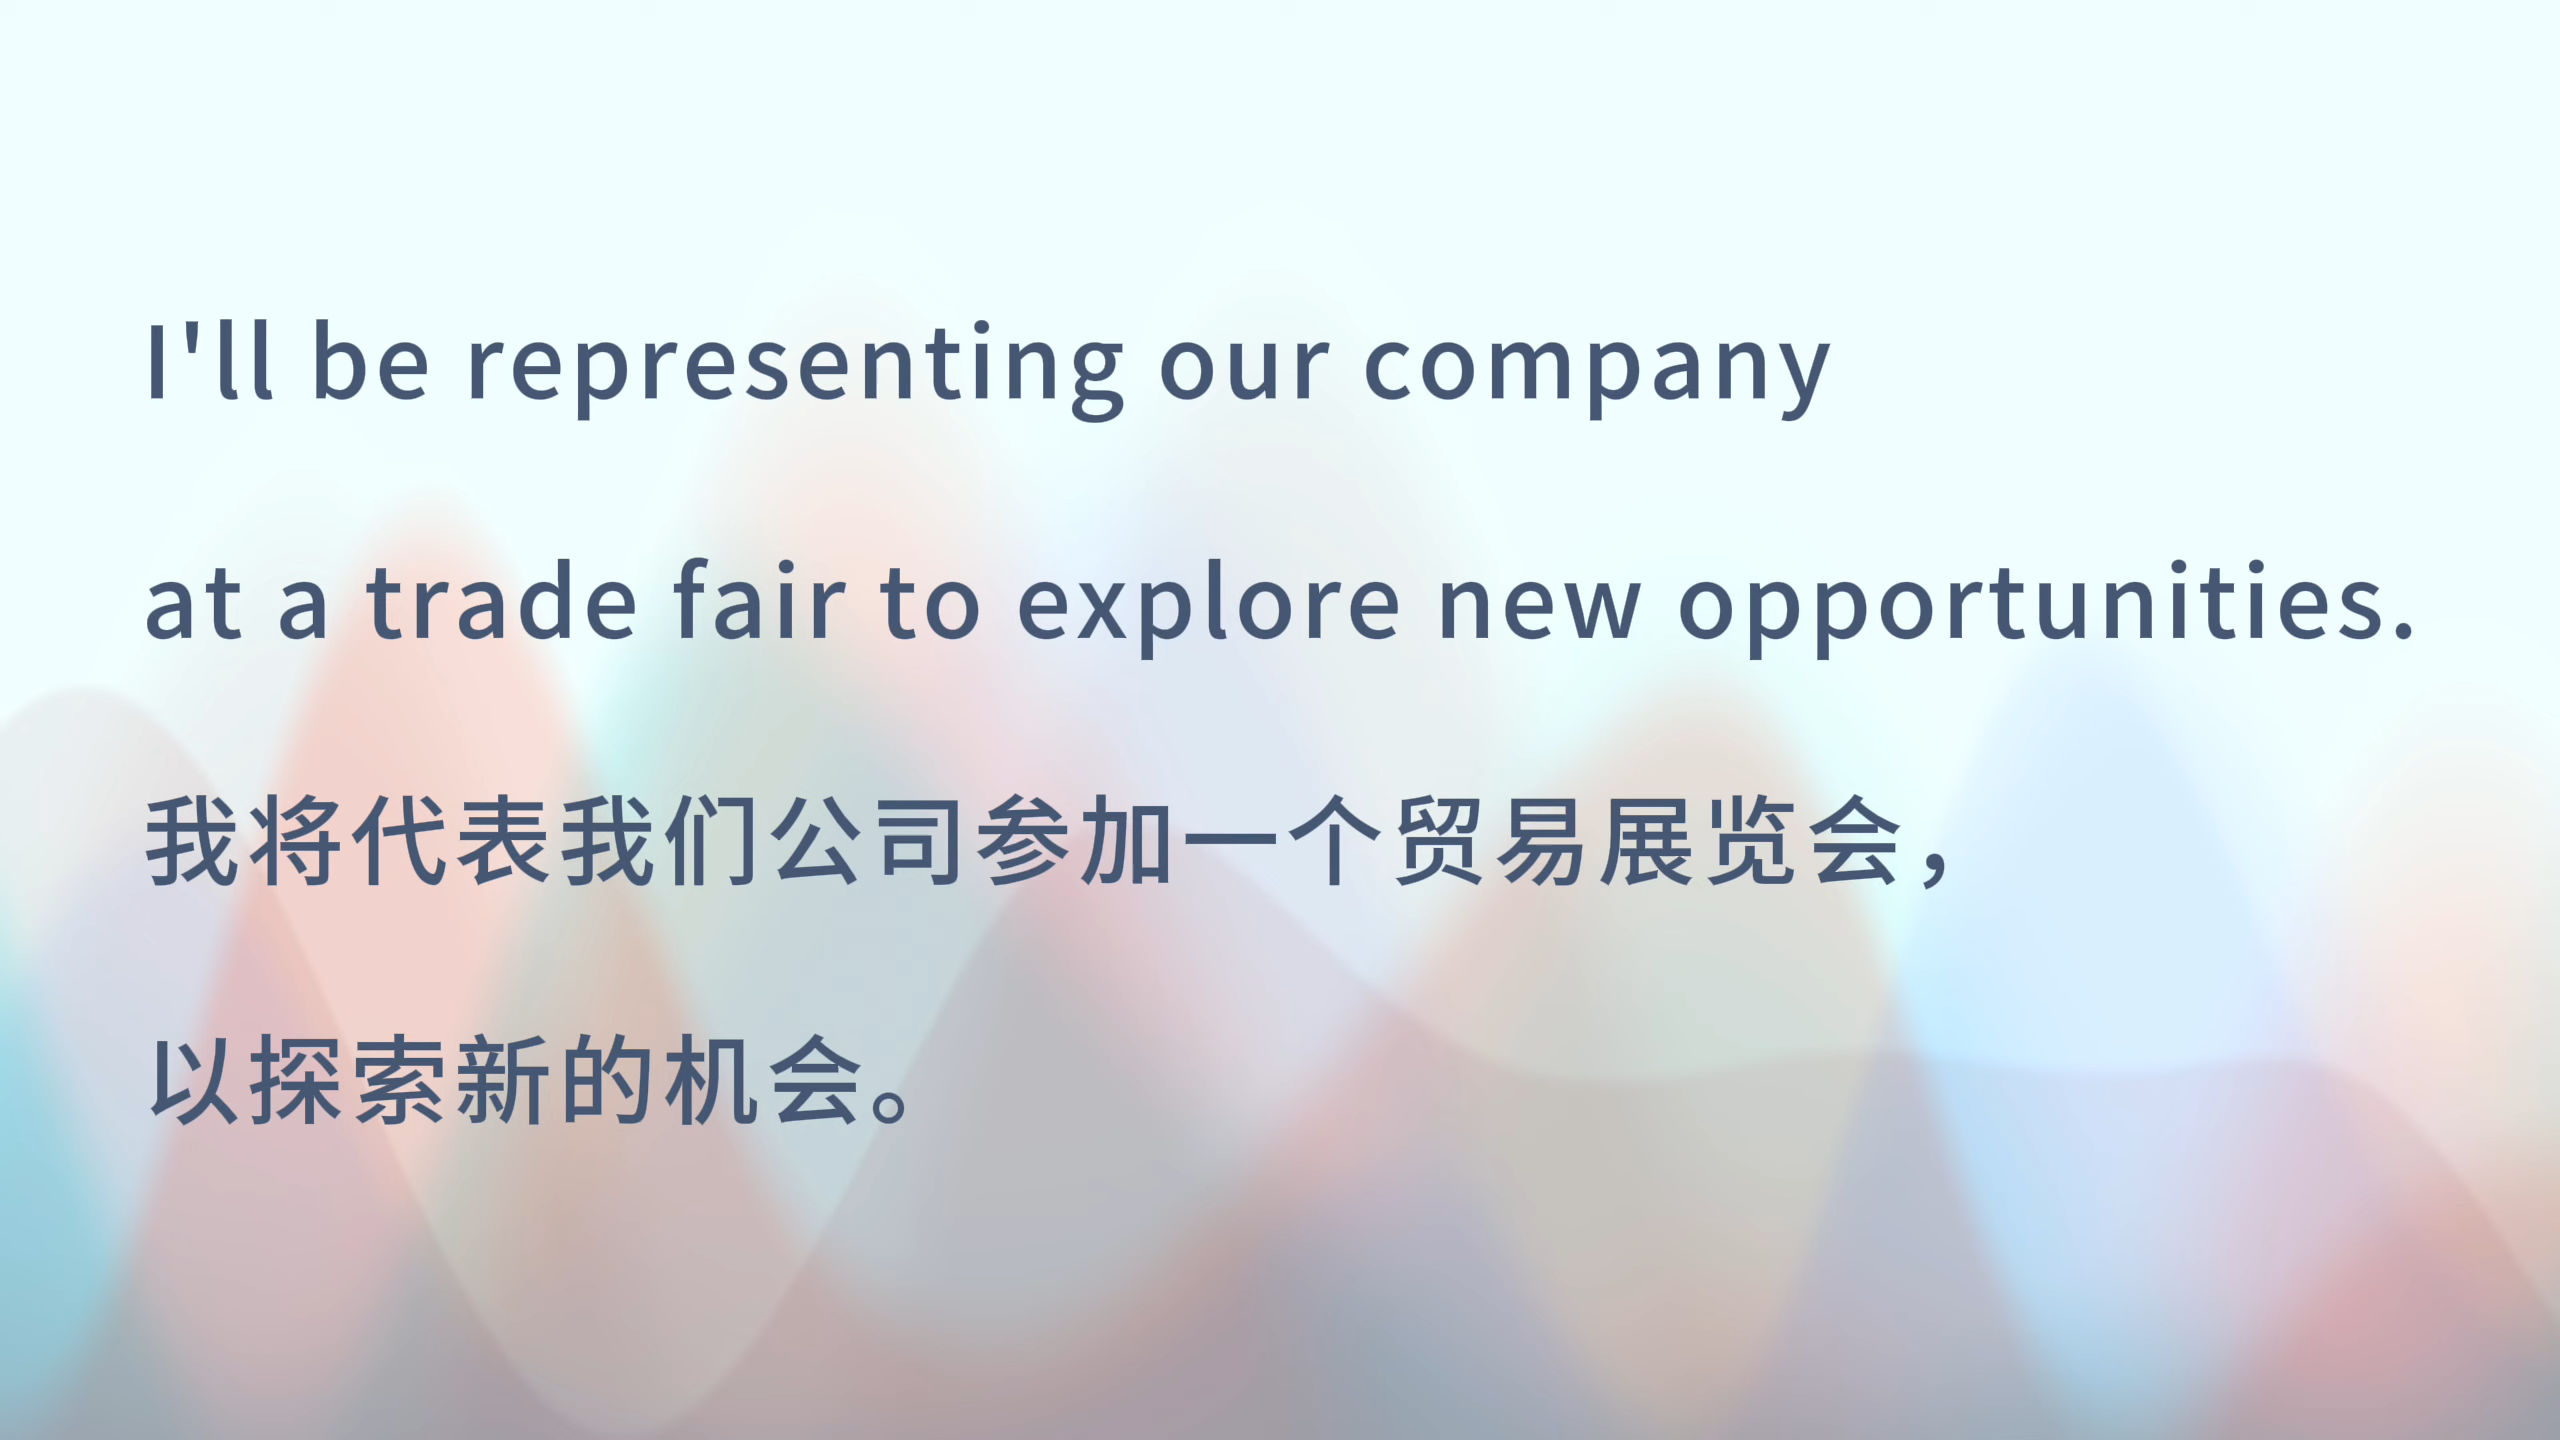 I'll be representing our company
at a trade fair to explore new opportunities.
我将代表我们公司参加一个贸易展览会，
以探索新的机会。